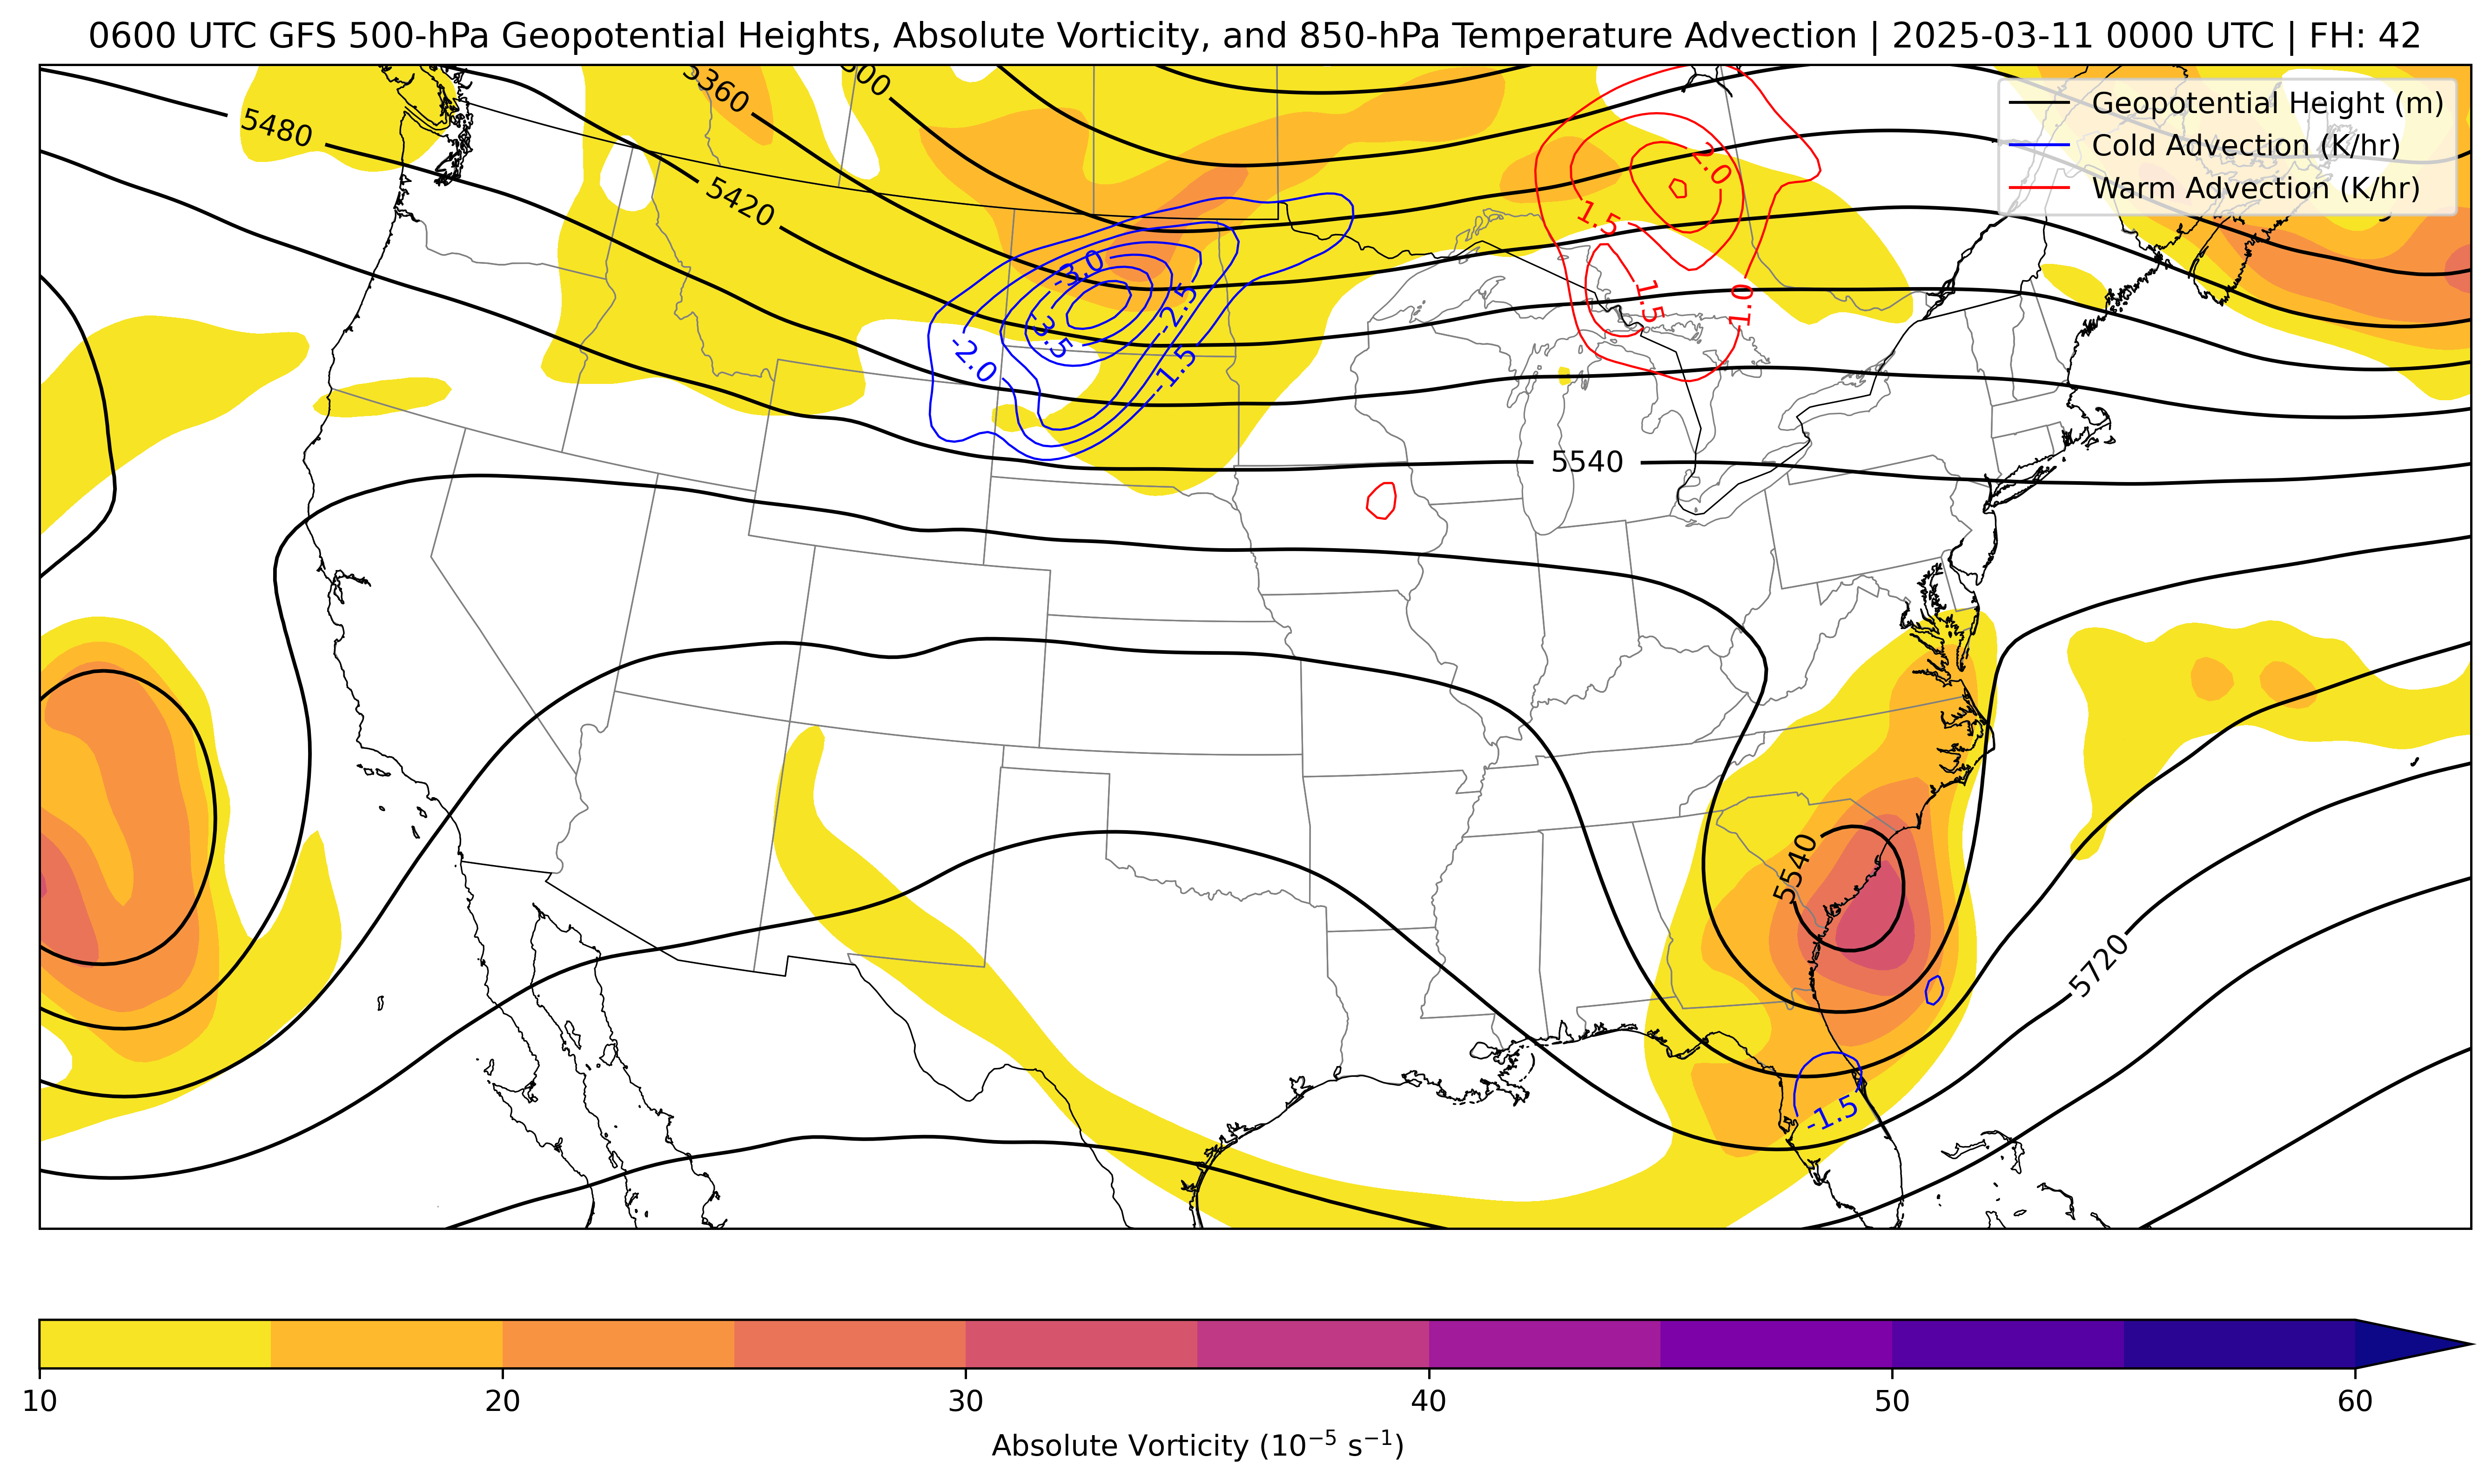 0600 UTC GFS 500-hPa Geopotential Heights, Absolute Vorticity, and 850-hPa Temperature Advection | 2025-03-11 0000 UTC | FH: 42
Geopotential Height (m)
Cold Advection (K/hr)
Warm Advection (K/hr)
5480
5360
5420
2.0
1.5
1.5
1.0
-3.0
-3.5
-2.5
-2.0
-1.5
5540
5540
5720
-1.5
10 20 30 40 50 60
Absolute Vorticity (10⁻⁵ s⁻¹)